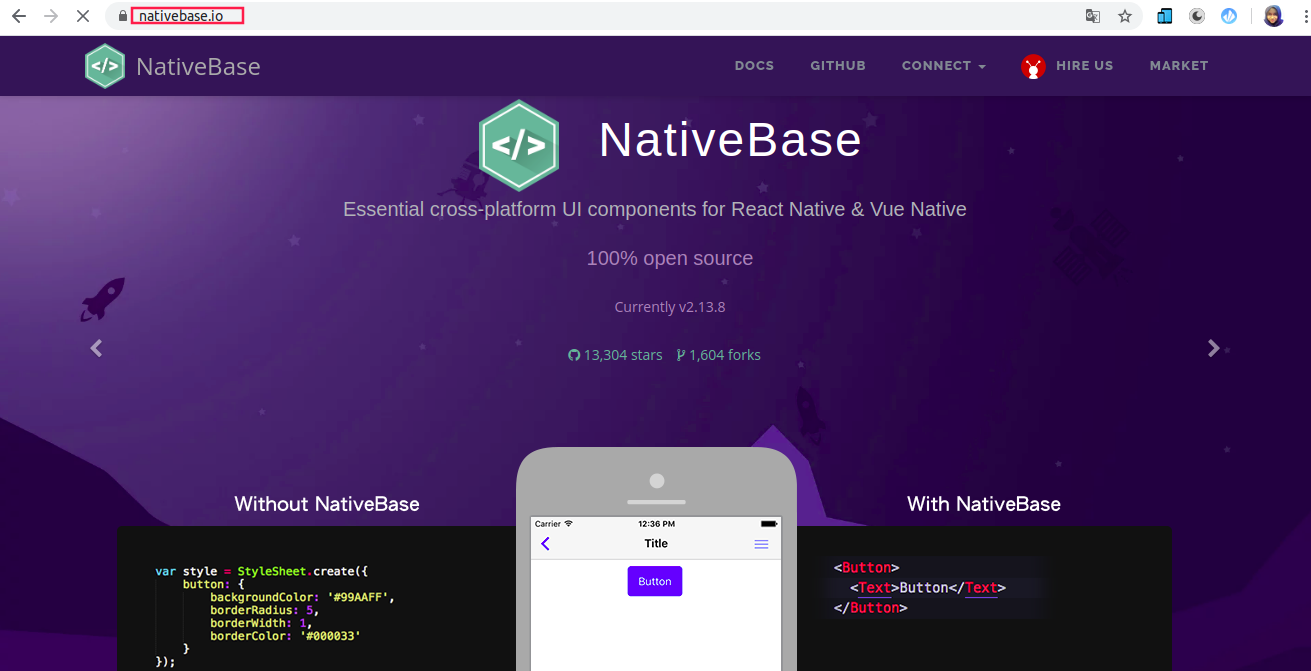 nativebase.io
</> NativeBase
DOCS
GITHUB
CONNECT
HIRE US
MARKET
</> NativeBase
Essential cross-platform UI components for React Native & Vue Native
100% open source
Currently v2.13.8
13,304 stars 1,604 forks
Without NativeBase
var style = StyleSheet.create({
button: {
backgroundColor: '#99AAFF',
borderRadius: 5,
borderWidth: 1,
borderColor: '#000033'
}
});
Carrier 12:36 PM
Title
Button
With NativeBase
<Button>
<Text>Button</Text>
</Button>